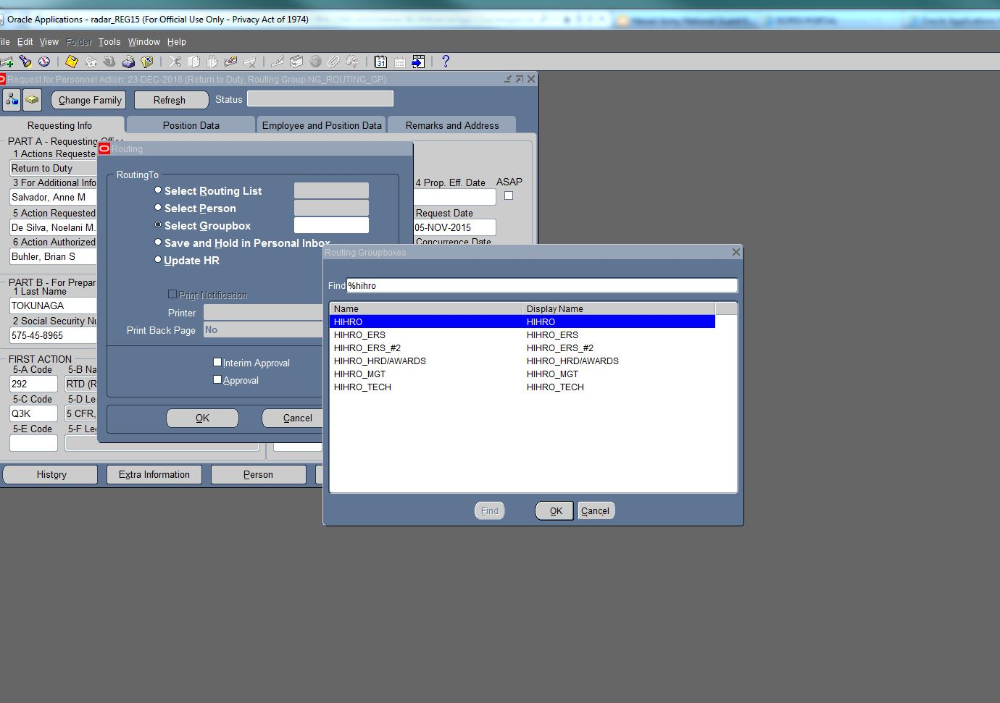 Oracle Applications - radar_REG15 (For Official Use Only - Privacy Act of 1974)
ile Edit View Folder Tools Window Help
31
?
Request for Personnel Action: 23-DEC-2016 (Return to Duty, Routing Group:NG_ROUTING_GP)
Change Family Refresh Status
Requesting Info Position Data Employee and Position Data Remarks and Address
PART A - Requesting Office
1 Actions Requeste
Return to Duty
3 For Additional Info
Salvador, Anne M
5 Action Requested
De Silva, Noelani M.
6 Action Authorized
Buhler, Brian S
4 Prop. Eff. Date ASAP
Request Date
05-NOV-2015
Concurrence Date
PART B - For Prepar
1 Last Name
TOKUNAGA
2 Social Security Nu
575-45-8965
FIRST ACTION
5-A Code 5-B Na
292 RTD (R
5-C Code 5-D Le
Q3K 5 CFR,
5-E Code 5-F Leg
History Extra Information Person
Routing
RoutingTo
Select Routing List
Select Person
Select Groupbox
Save and Hold in Personal Inbox
Update HR
Print Notification
Printer
Print Back Page No
Interim Approval
Approval
OK Cancel
Routing Groupboxes
Find %hihro
Name Display Name
HIHRO HIHRO
HIHRO_ERS HIHRO_ERS
HIHRO_ERS_#2 HIHRO_ERS_#2
HIHRO_HRD/AWARDS HIHRO_HRD/AWARDS
HIHRO_MGT HIHRO_MGT
HIHRO_TECH HIHRO_TECH
Find OK Cancel